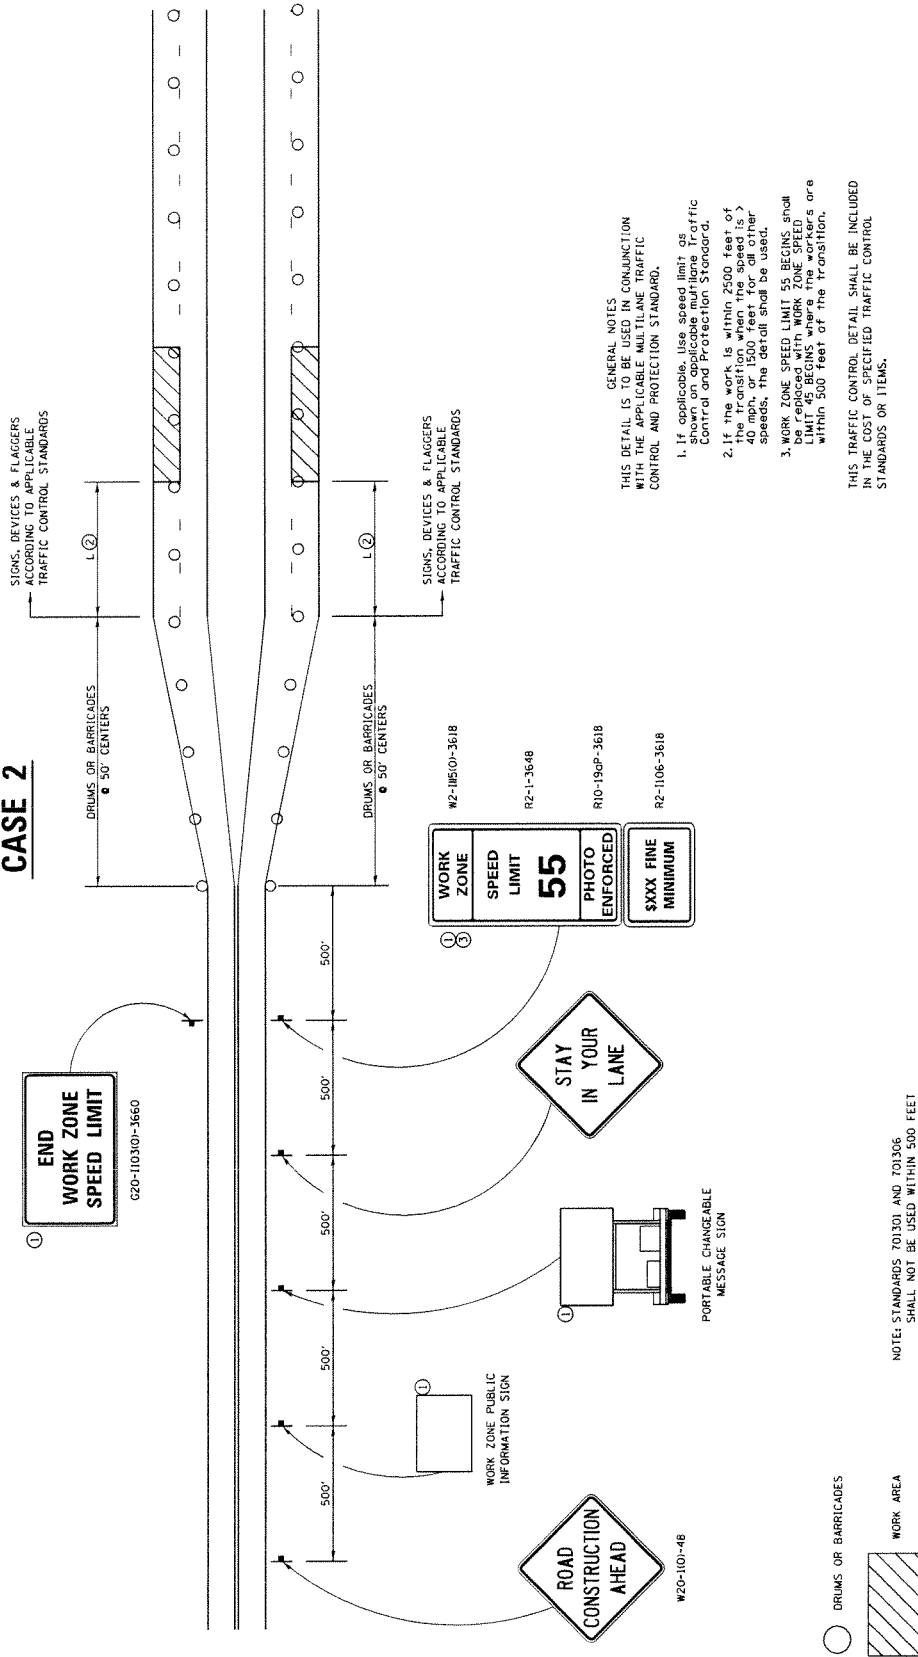 CASE 2
SIGNS, DEVICES & FLAGGERS
ACCORDING TO APPLICABLE
TRAFFIC CONTROL STANDARDS
DRUMS OR BARRICADES
@ 50' CENTERS
L ②
①
END
WORK ZONE
SPEED LIMIT
G20-I103(O)-3660
500'
500'
500'
500'
500'
DRUMS OR BARRICADES
@ 50' CENTERS
L ②
SIGNS, DEVICES & FLAGGERS
ACCORDING TO APPLICABLE
TRAFFIC CONTROL STANDARDS
ROAD
CONSTRUCTION
AHEAD
W20-1(O)-48
①
WORK ZONE PUBLIC
INFORMATION SIGN
①
PORTABLE CHANGEABLE
MESSAGE SIGN
STAY
IN YOUR
LANE
①
③
WORK
ZONE
SPEED
LIMIT
55
PHOTO
ENFORCED
$XXX FINE
MINIMUM
W2-I115(O)-3618
R2-1-3648
R10-19aP-3618
R2-I106-3618
GENERAL NOTES
THIS DETAIL IS TO BE USED IN CONJUNCTION
WITH THE APPLICABLE MULTILANE TRAFFIC
CONTROL AND PROTECTION STANDARD.
1. If applicable. Use speed limit as
shown on applicable multilane Traffic
Control and Protection Standard.
2. If the work is within 2500 feet of
the transition when the speed is >
40 mph, or 1500 feet for all other
speeds, the detail shall be used.
3. WORK ZONE SPEED LIMIT 55 BEGINS shall
be replaced with WORK ZONE SPEED
LIMIT 45 BEGINS where the workers are
within 500 feet of the transition.
THIS TRAFFIC CONTROL DETAIL SHALL BE INCLUDED
IN THE COST OF SPECIFIED TRAFFIC CONTROL
STANDARDS OR ITEMS.
DRUMS OR BARRICADES
WORK AREA
NOTE: STANDARDS 701301 AND 701306
SHALL NOT BE USED WITHIN 500 FEET